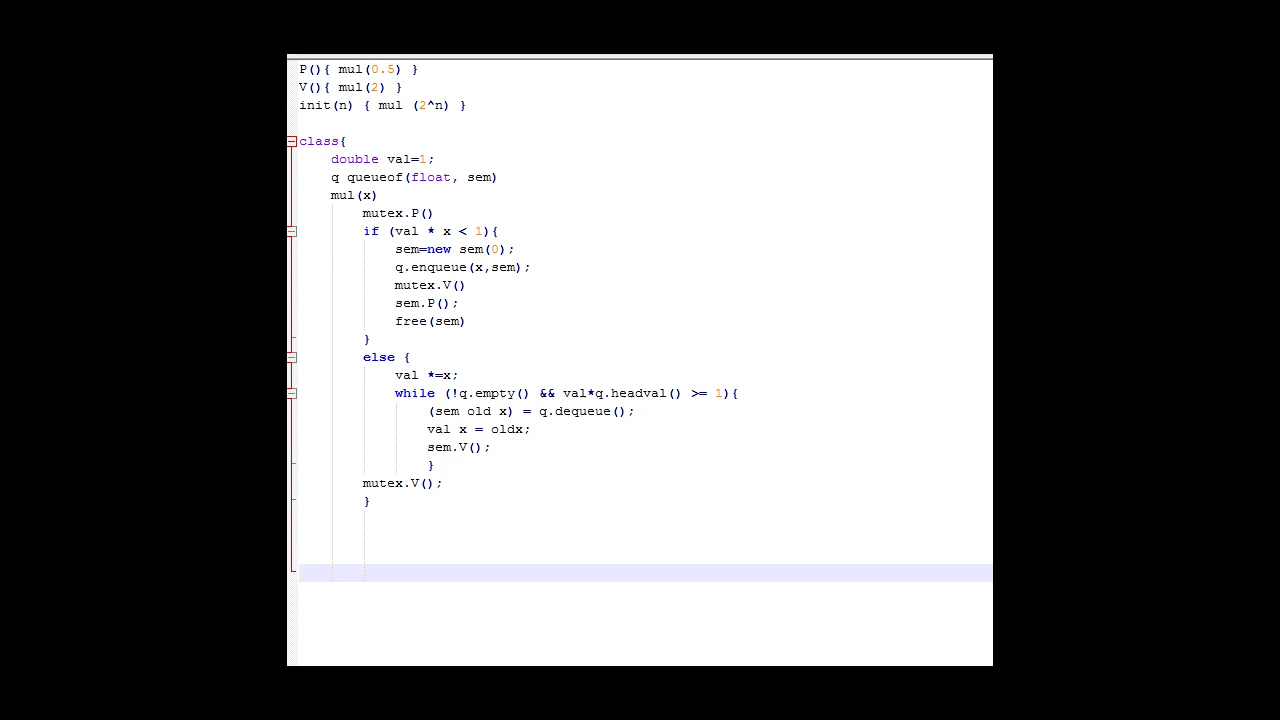 P(){ mul(0.5) }
V(){ mul(2) }
init(n) { mul (2^n) }
class{
double val=1;
q queueof(float, sem)
mul(x)
mutex.P()
if (val * x < 1){
sem=new sem(0);
q.enqueue(x,sem);
mutex.V()
sem.P();
free(sem)
}
else {
val *=x;
while (!q.empty() && val*q.headval() >= 1){
(sem old x) = q.dequeue();
val x = oldx;
sem.V();
}
mutex.V();
}